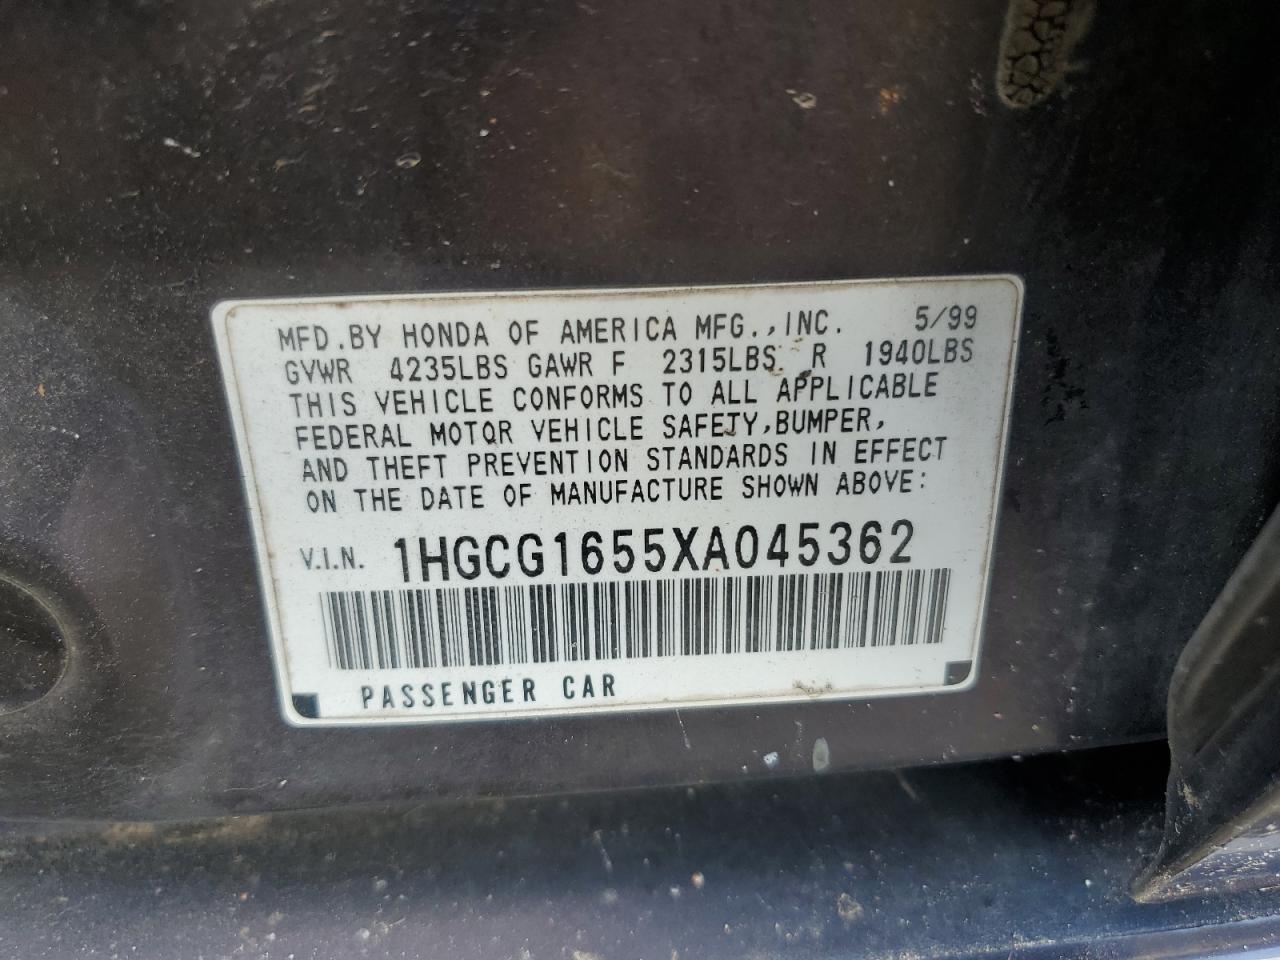 MFD.BY HONDA OF AMERICA MFG.,INC. 5/99
GVWR 4235LBS GAWR F 2315LBS R 1940LBS
THIS VEHICLE CONFORMS TO ALL APPLICABLE
FEDERAL MOTOR VEHICLE SAFETY,BUMPER,
AND THEFT PREVENTION STANDARDS IN EFFECT
ON THE DATE OF MANUFACTURE SHOWN ABOVE:
V.I.N. 1HGCG1655XA045362
PASSENGER CAR